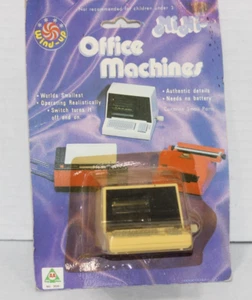 Not recommended for children under 3
Wind-up
Mini-
Office
Machines
• Worlds Smallest
• Operating Realistically
• Switch turns it
off and on
• Authentic details
• Needs no battery